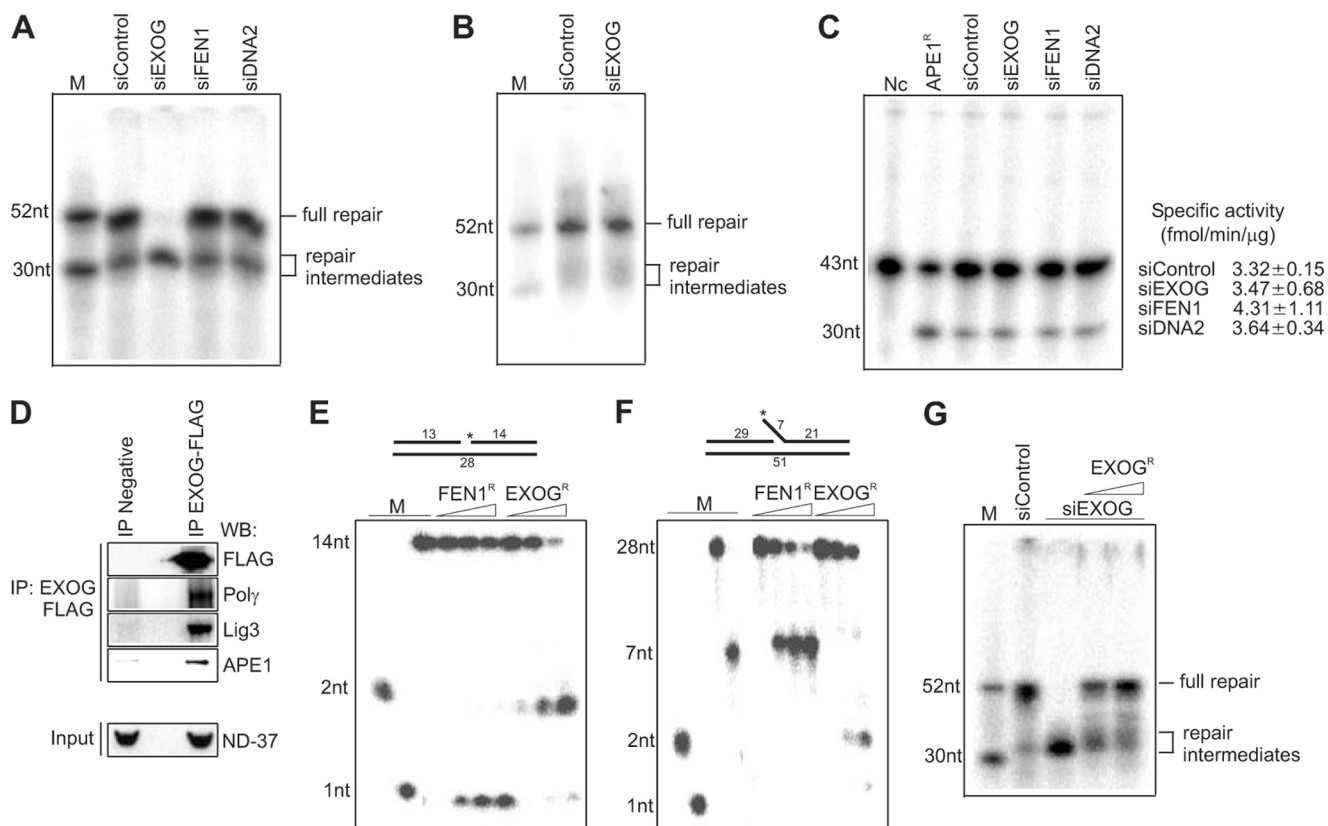 A
M
siControl
siEXOG
siFEN1
siDNA2
52nt
full repair
30nt
repair
intermediates
B
M
siControl
siEXOG
52nt
full repair
30nt
repair
intermediates
C
Nc
APE1ᴿ
siControl
siEXOG
siFEN1
siDNA2
43nt
30nt
Specific activity
(fmol/min/μg)
siControl 3.32±0.15
siEXOG 3.47±0.68
siFEN1 4.31±1.11
siDNA2 3.64±0.34
D
IP Negative
IP EXOG-FLAG
WB:
IP: EXOG
FLAG
FLAG
Polγ
Lig3
APE1
Input
ND-37
E
13 * 14
28
M FEN1ᴿ EXOGᴿ
14nt
2nt
1nt
F
*
29 7 21
51
M FEN1ᴿ EXOGᴿ
28nt
7nt
2nt
1nt
G
M
siControl
EXOGᴿ
siEXOG
52nt
full repair
30nt
repair
intermediates